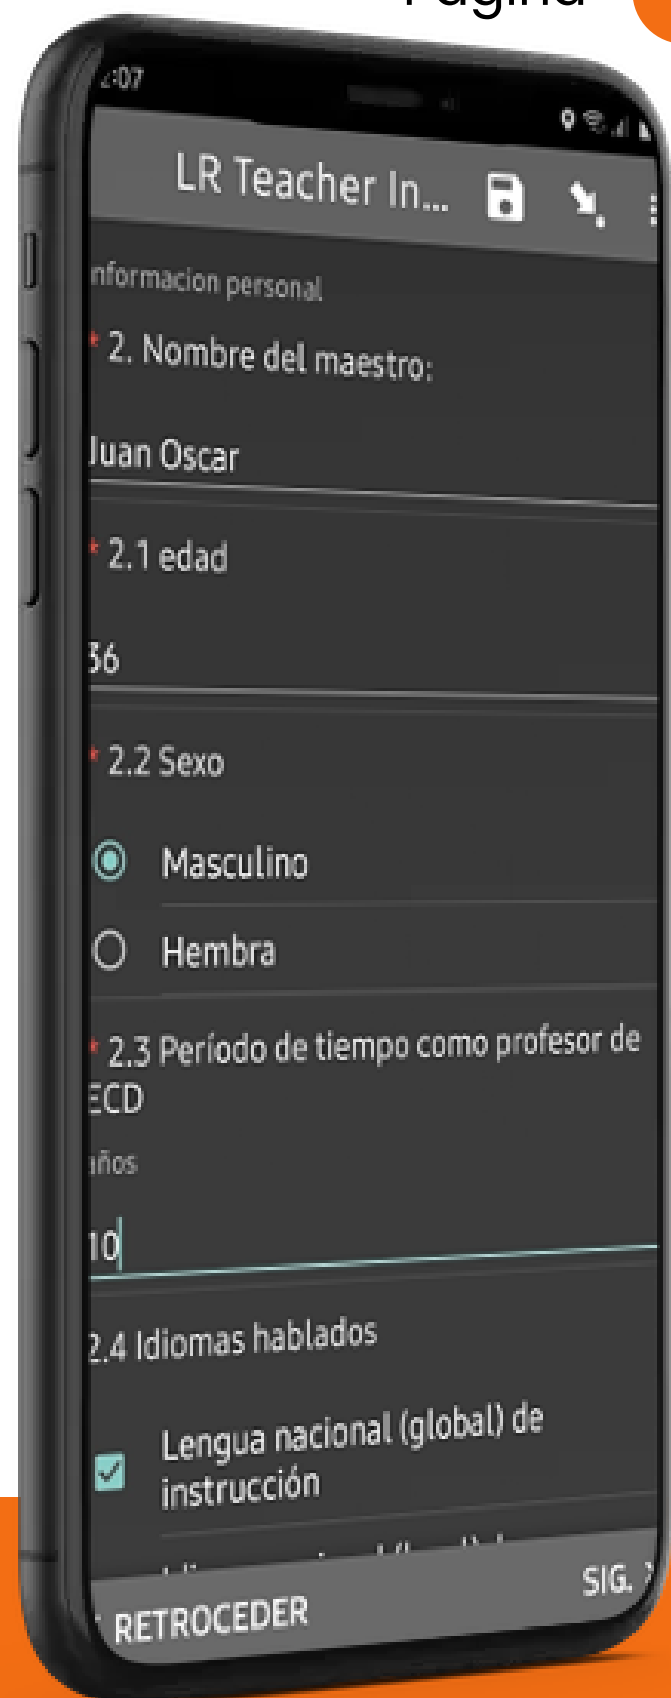 2:07
LR Teacher In...
nformacion personal
* 2. Nombre del maestro:
Juan Oscar
* 2.1 edad
36
* 2.2 Sexo
Masculino
Hembra
* 2.3 Período de tiempo como profesor de
ECD
años
10
2.4 Idiomas hablados
Lengua nacional (global) de
instrucción
RETROCEDER
SIG.